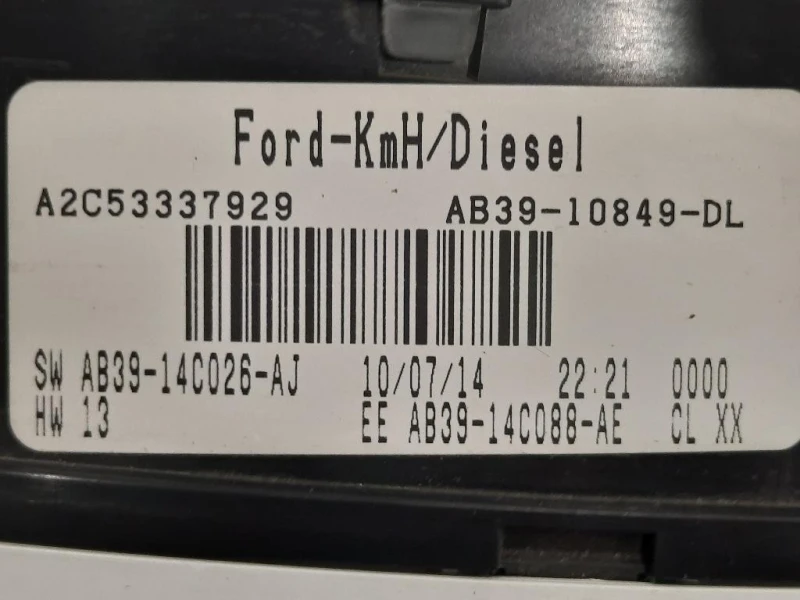 Ford-KmH/Diesel
A2C53337929 AB39-10849-DL
SW AB39-14C026-AJ 10/07/14 22:21 0000
HW 13 EE AB39-14C088-AE CL XX